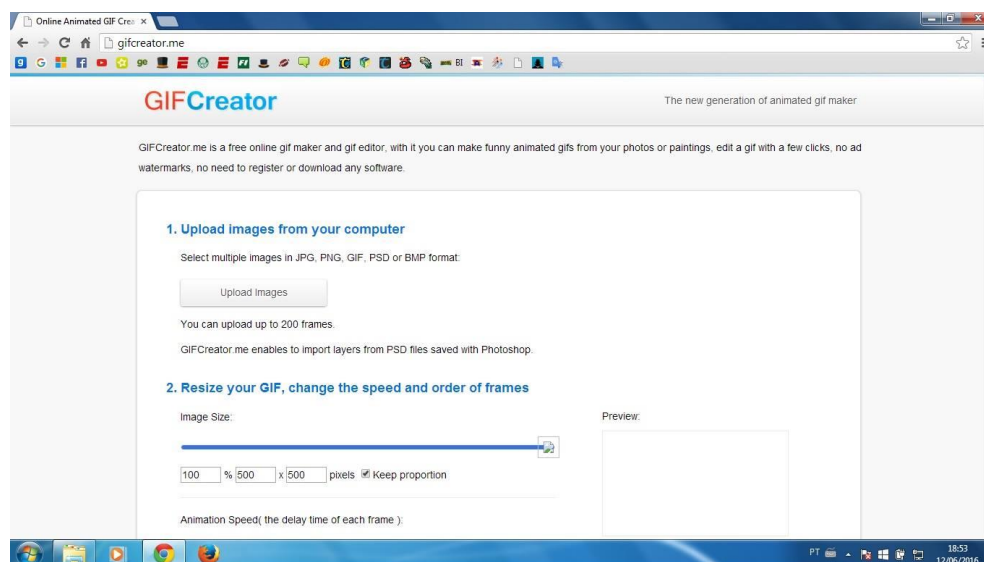 Online Animated GIF Crea
gifcreator.me
GIFCreator
The new generation of animated gif maker
GIFCreator.me is a free online gif maker and gif editor, with it you can make funny animated gifs from your photos or paintings, edit a gif with a few clicks, no ad
watermarks, no need to register or download any software.
1. Upload images from your computer
Select multiple images in JPG, PNG, GIF, PSD or BMP format:
Upload Images
You can upload up to 200 frames.
GIFCreator.me enables to import layers from PSD files saved with Photoshop.
2. Resize your GIF, change the speed and order of frames
Image Size:
Preview:
100 % 500 x 500 pixels Keep proportion
Animation Speed( the delay time of each frame ):
PT
18:53
12/06/2016